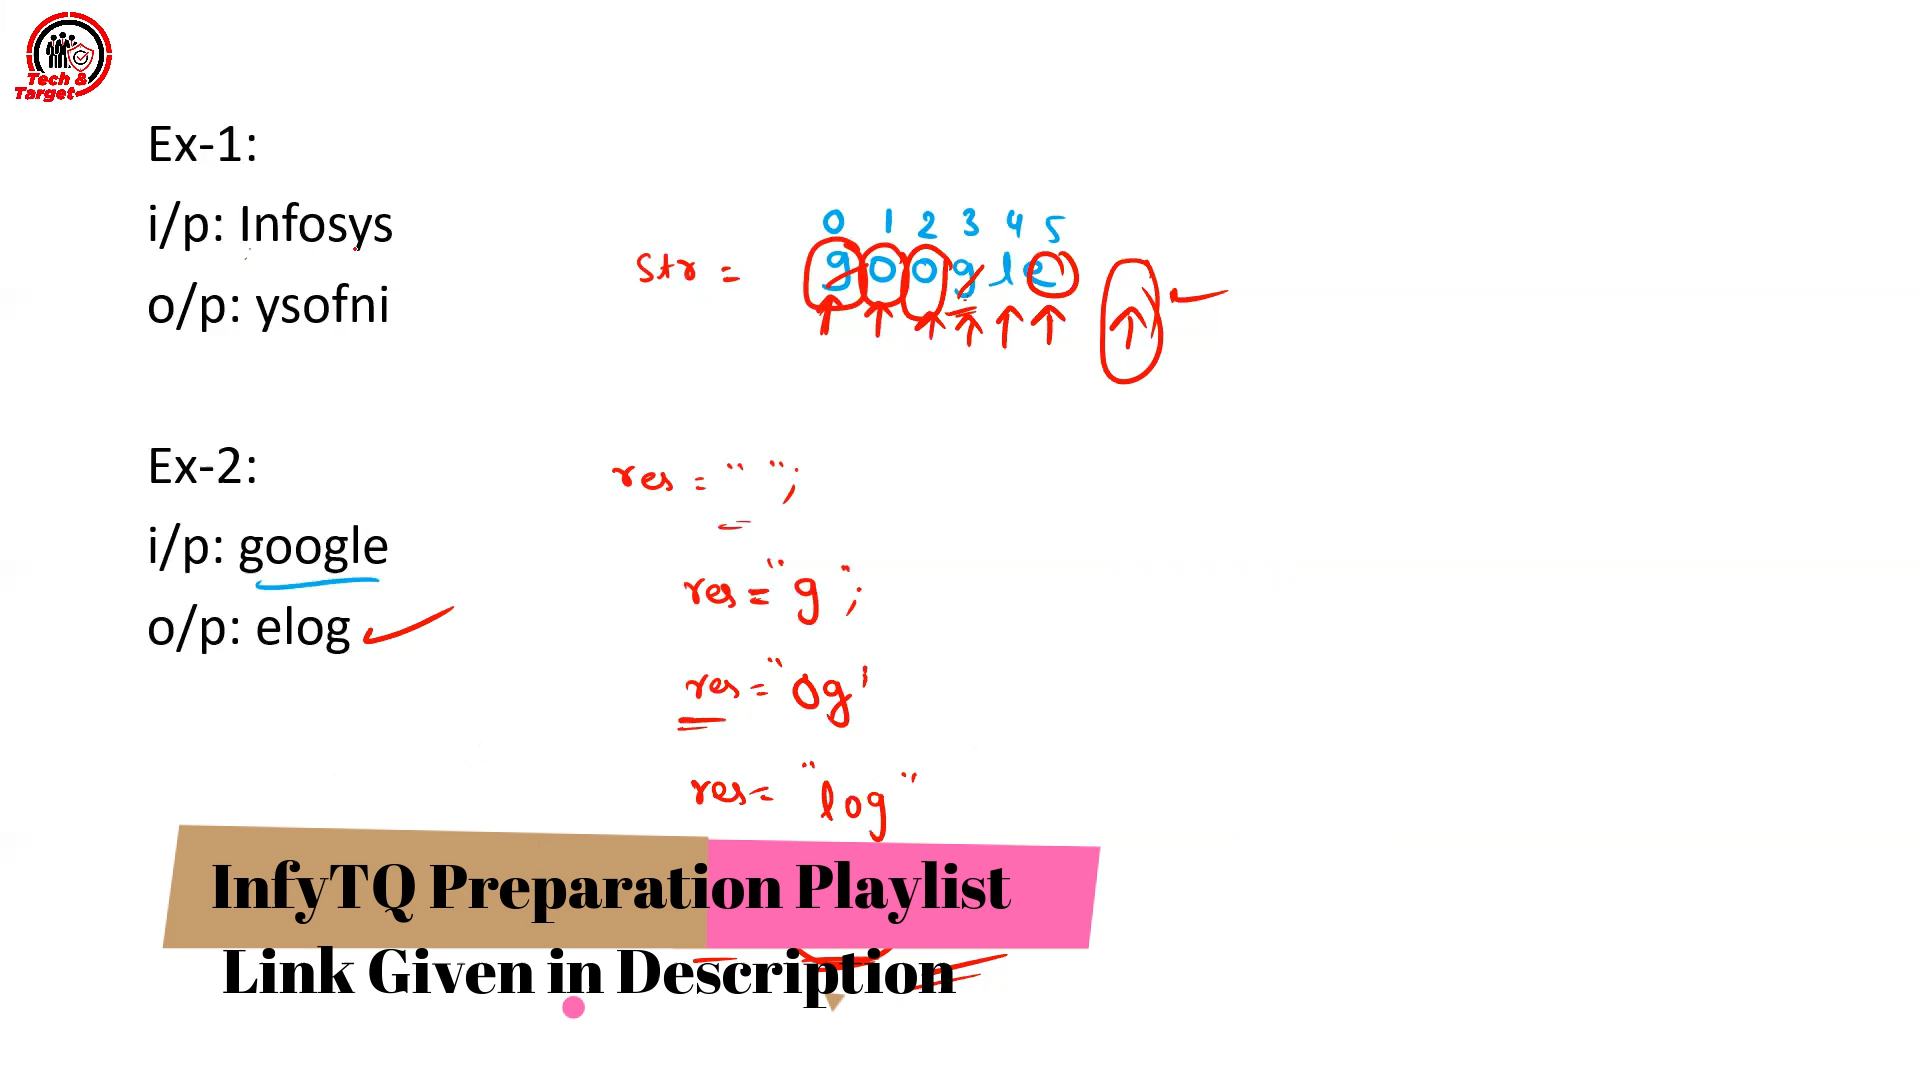 Tech &
Target
Ex-1:
i/p: Infosys
o/p: ysofni
0 1 2 3 4 5
Str = g o o g l e
Ex-2:
i/p: google
o/p: elog
res = " ";
res = "g";
res = "og'
res= "log"
InfyTQ Preparation Playlist
Link Given in Description